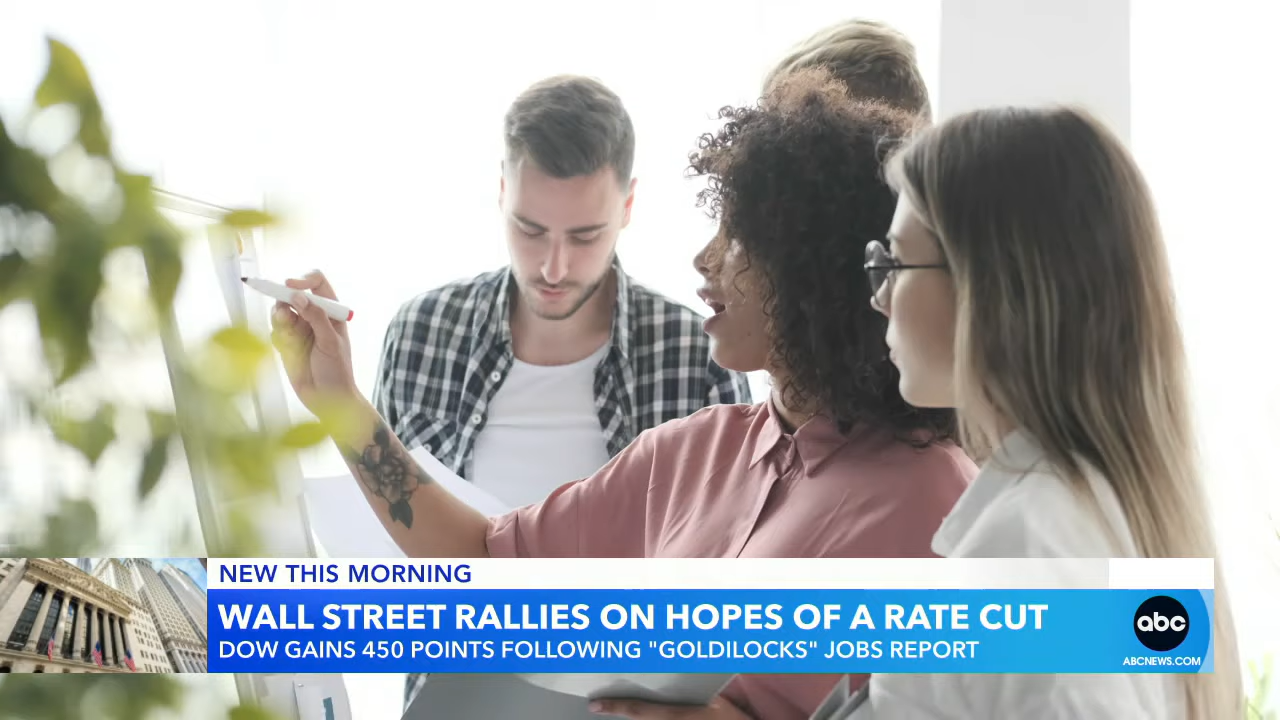 NEW THIS MORNING
WALL STREET RALLIES ON HOPES OF A RATE CUT
DOW GAINS 450 POINTS FOLLOWING "GOLDILOCKS" JOBS REPORT
abc
ABCNEWS.COM